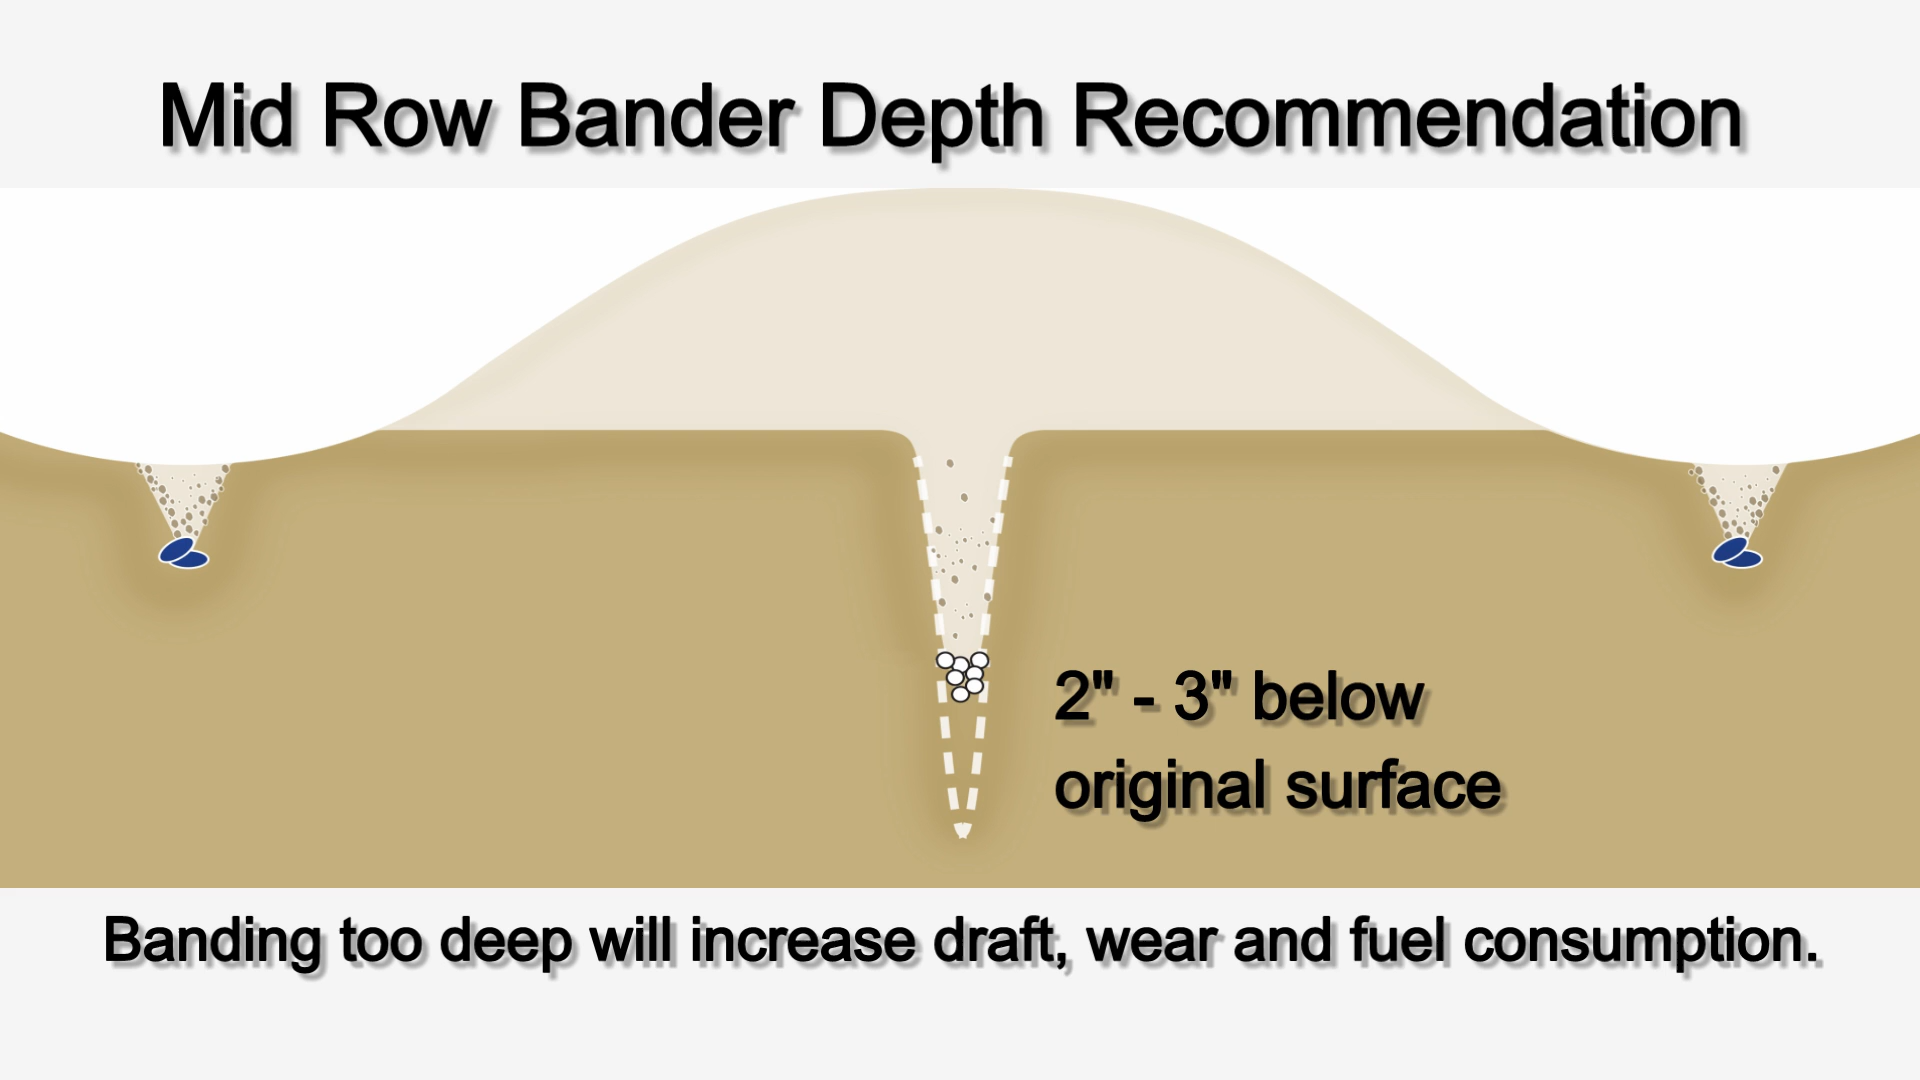 Mid Row Bander Depth Recommendation
2" - 3" below
original surface
Banding too deep will increase draft, wear and fuel consumption.